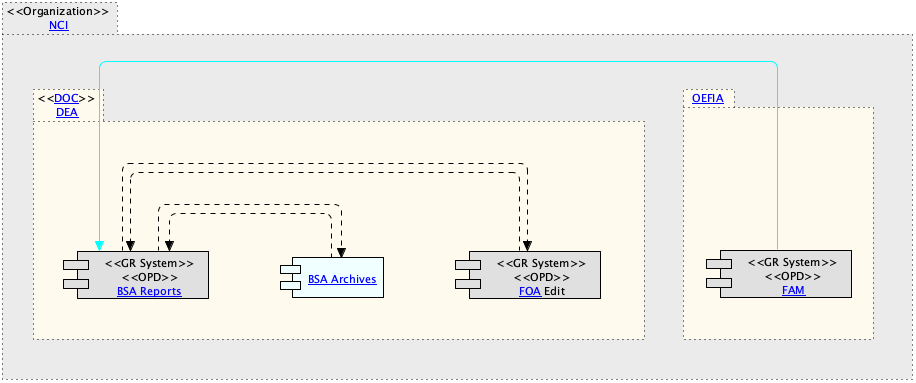 <<Organization>>
NCI
<<DOC>>
DEA
OEFIA
<<GR System>>
<<OPD>>
BSA Reports
BSA Archives
<<GR System>>
<<OPD>>
FOA Edit
<<GR System>>
<<OPD>>
FAM